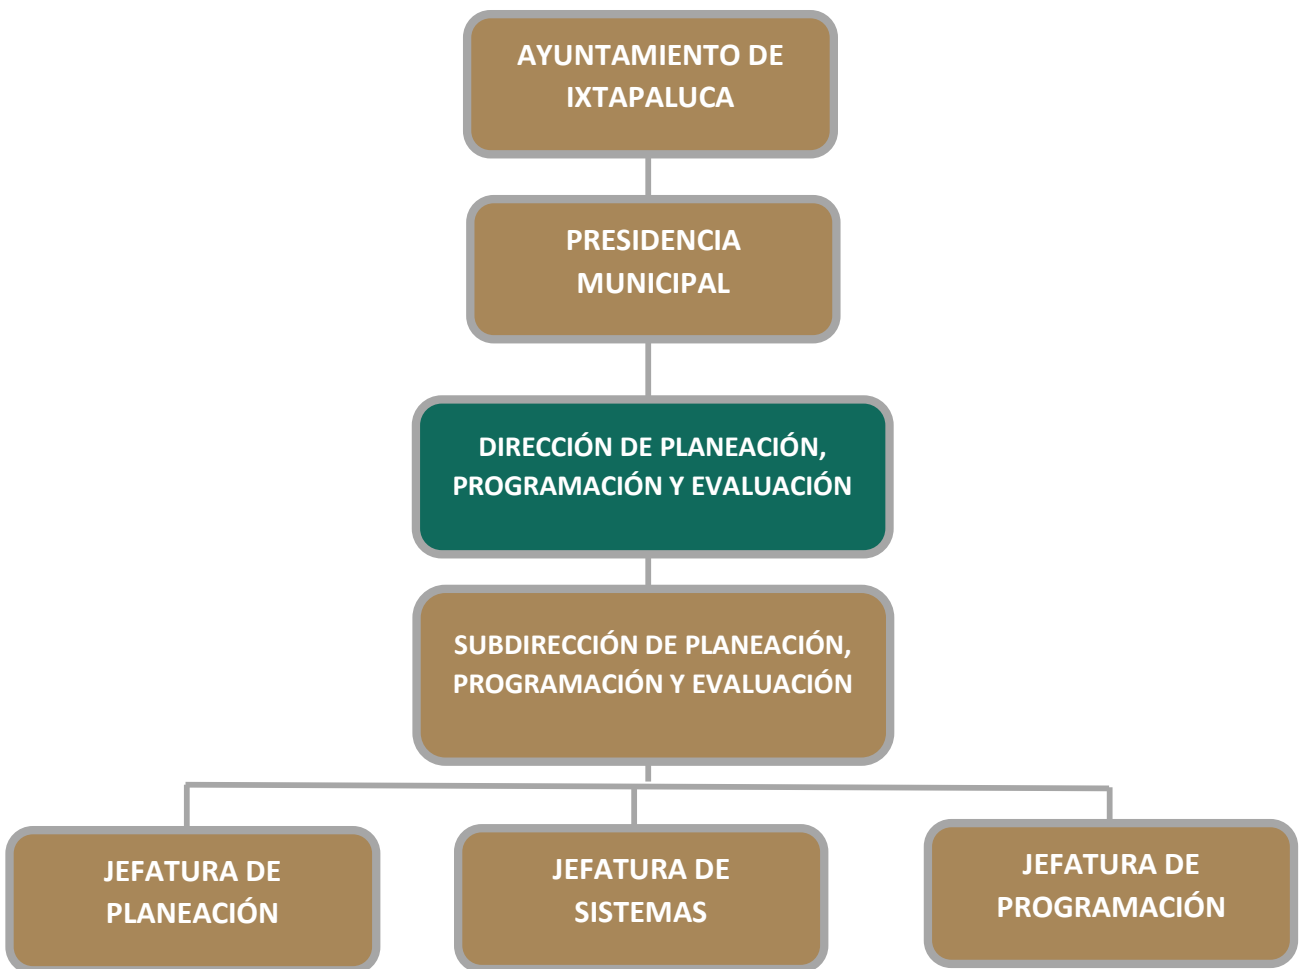 AYUNTAMIENTO DE
IXTAPALUCA
PRESIDENCIA
MUNICIPAL
DIRECCIÓN DE PLANEACIÓN,
PROGRAMACIÓN Y EVALUACIÓN
SUBDIRECCIÓN DE PLANEACIÓN,
PROGRAMACIÓN Y EVALUACIÓN
JEFATURA DE
PLANEACIÓN
JEFATURA DE
SISTEMAS
JEFATURA DE
PROGRAMACIÓN